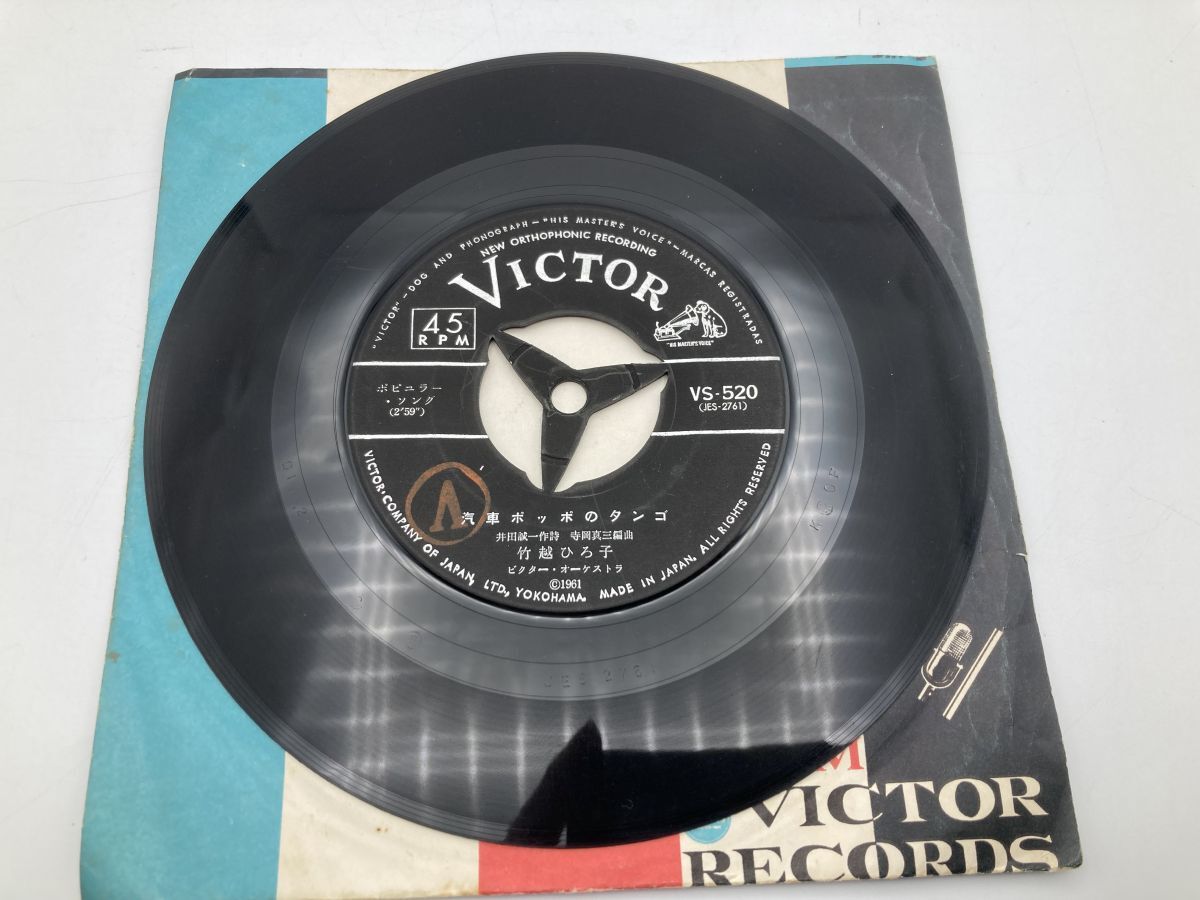 "VICTOR"–DOG AND PHONOGRAPH–"HIS MASTER'S VOICE"–MARCAS REGISTRADAS
NEW ORTHOPHONIC RECORDING
VICTOR
45
RPM
"HIS MASTER'S VOICE"
ポピュラー
・ソング
(2'59")
VS-520
(JES-2761)
汽車ポッポのタンゴ
井田誠一作詩 寺岡真三編曲
竹越ひろ子
ビクター・オーケストラ
©1961
VICTOR COMPANY OF JAPAN, LTD., YOKOHAMA. MADE IN JAPAN, ALL RIGHTS RESERVED
JES 2761
M
VICTOR
RECORDS